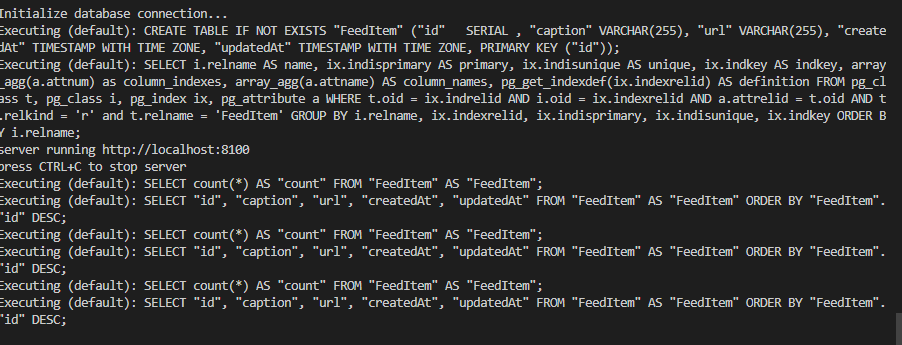 Initialize database connection...
Executing (default): CREATE TABLE IF NOT EXISTS "FeedItem" ("id"   SERIAL , "caption" VARCHAR(255), "url" VARCHAR(255), "create
dAt" TIMESTAMP WITH TIME ZONE, "updatedAt" TIMESTAMP WITH TIME ZONE, PRIMARY KEY ("id"));
Executing (default): SELECT i.relname AS name, ix.indisprimary AS primary, ix.indisunique AS unique, ix.indkey AS indkey, array
_agg(a.attnum) as column_indexes, array_agg(a.attname) AS column_names, pg_get_indexdef(ix.indexrelid) AS definition FROM pg_cl
ass t, pg_class i, pg_index ix, pg_attribute a WHERE t.oid = ix.indrelid AND i.oid = ix.indexrelid AND a.attrelid = t.oid AND t
.relkind = 'r' and t.relname = 'FeedItem' GROUP BY i.relname, ix.indexrelid, ix.indisprimary, ix.indisunique, ix.indkey ORDER B
Y i.relname;
server running http://localhost:8100
press CTRL+C to stop server
Executing (default): SELECT count(*) AS "count" FROM "FeedItem" AS "FeedItem";
Executing (default): SELECT "id", "caption", "url", "createdAt", "updatedAt" FROM "FeedItem" AS "FeedItem" ORDER BY "FeedItem".
"id" DESC;
Executing (default): SELECT count(*) AS "count" FROM "FeedItem" AS "FeedItem";
Executing (default): SELECT "id", "caption", "url", "createdAt", "updatedAt" FROM "FeedItem" AS "FeedItem" ORDER BY "FeedItem".
"id" DESC;
Executing (default): SELECT count(*) AS "count" FROM "FeedItem" AS "FeedItem";
Executing (default): SELECT "id", "caption", "url", "createdAt", "updatedAt" FROM "FeedItem" AS "FeedItem" ORDER BY "FeedItem".
"id" DESC;